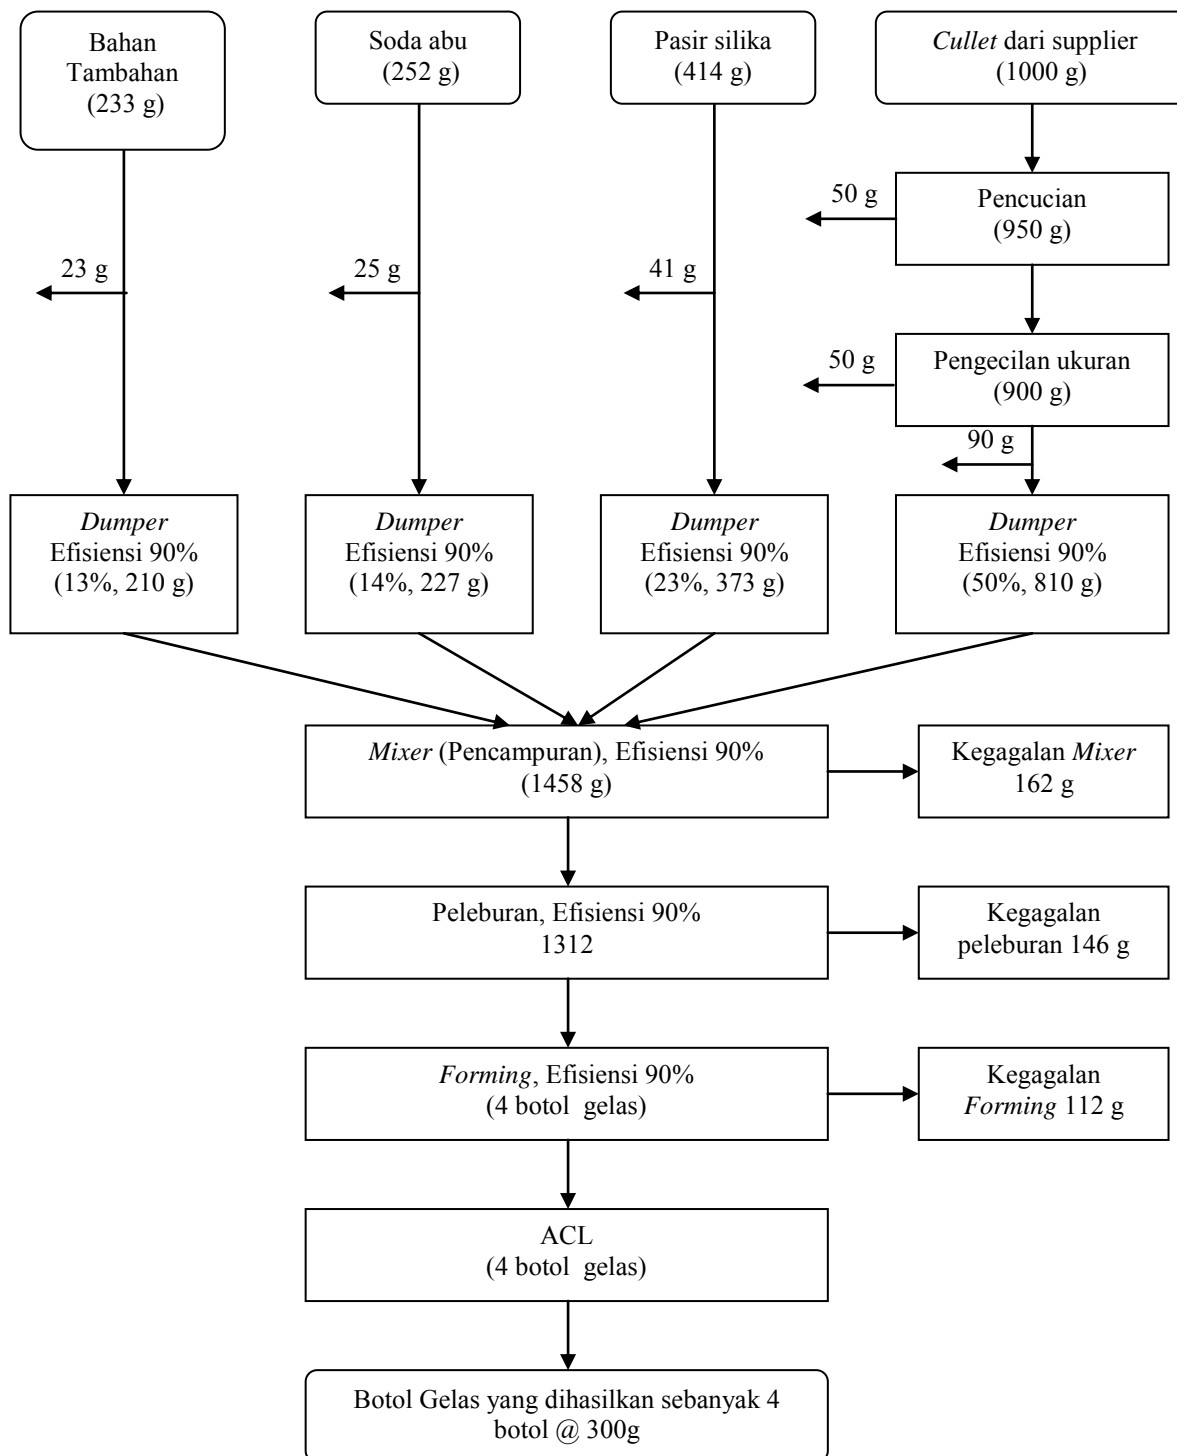 Bahan
Tambahan
(233 g)
Soda abu
(252 g)
Pasir silika
(414 g)
Cullet dari supplier
(1000 g)
50 g
Pencucian
(950 g)
23 g
25 g
41 g
50 g
Pengecilan ukuran
(900 g)
90 g
Dumper
Efisiensi 90%
(13%, 210 g)
Dumper
Efisiensi 90%
(14%, 227 g)
Dumper
Efisiensi 90%
(23%, 373 g)
Dumper
Efisiensi 90%
(50%, 810 g)
Mixer (Pencampuran), Efisiensi 90%
(1458 g)
Kegagalan Mixer
162 g
Peleburan, Efisiensi 90%
1312
Kegagalan
peleburan 146 g
Forming, Efisiensi 90%
(4 botol  gelas)
Kegagalan
Forming 112 g
ACL
(4 botol  gelas)
Botol Gelas yang dihasilkan sebanyak 4
botol @ 300g